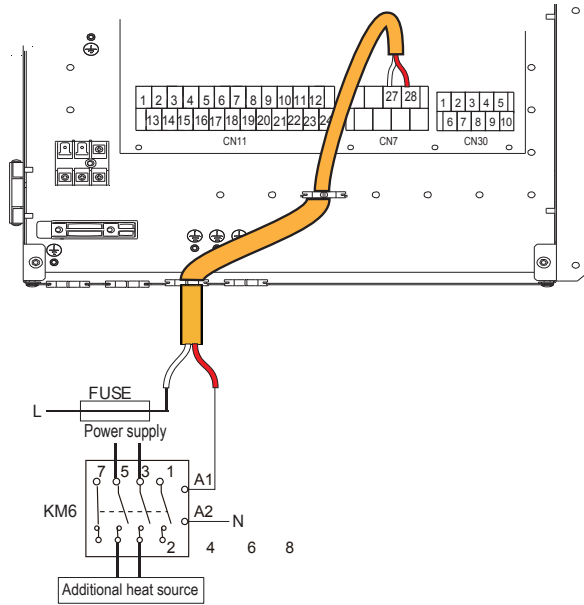 1 2 3 4 5 6 7 8 9 10 11 12
13 14 15 16 17 18 19 20 21 22 23 24
CN11
27 28
CN7
1 2 3 4 5
6 7 8 9 10
CN30
FUSE
L
Power supply
7 5 3 1
A1
KM6
A2
N
2 4 6 8
Additional heat source